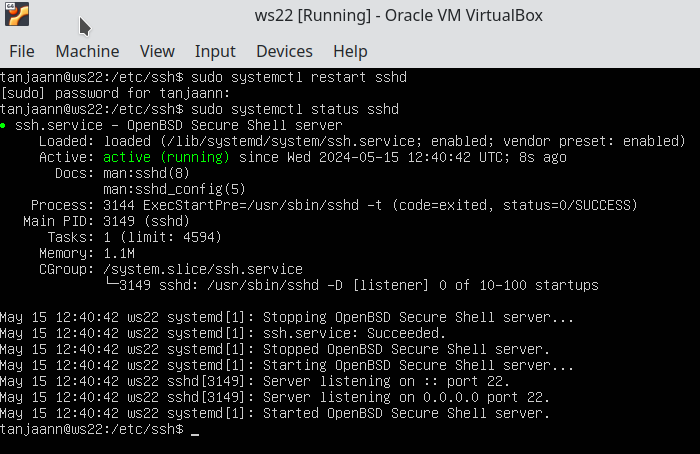 ws22 [Running] - Oracle VM VirtualBox
File Machine View Input Devices Help
tanjaann@ws22:/etc/ssh$ sudo systemctl restart sshd
[sudo] password for tanjaann:
tanjaann@ws22:/etc/ssh$ sudo systemctl status sshd
● ssh.service - OpenBSD Secure Shell server
     Loaded: loaded (/lib/systemd/system/ssh.service; enabled; vendor preset: enabled)
     Active: active (running) since Wed 2024-05-15 12:40:42 UTC; 8s ago
       Docs: man:sshd(8)
             man:sshd_config(5)
    Process: 3144 ExecStartPre=/usr/sbin/sshd -t (code=exited, status=0/SUCCESS)
   Main PID: 3149 (sshd)
      Tasks: 1 (limit: 4594)
     Memory: 1.1M
     CGroup: /system.slice/ssh.service
             └─3149 sshd: /usr/sbin/sshd -D [listener] 0 of 10-100 startups
May 15 12:40:42 ws22 systemd[1]: Stopping OpenBSD Secure Shell server...
May 15 12:40:42 ws22 systemd[1]: ssh.service: Succeeded.
May 15 12:40:42 ws22 systemd[1]: Stopped OpenBSD Secure Shell server.
May 15 12:40:42 ws22 systemd[1]: Starting OpenBSD Secure Shell server...
May 15 12:40:42 ws22 sshd[3149]: Server listening on :: port 22.
May 15 12:40:42 ws22 sshd[3149]: Server listening on 0.0.0.0 port 22.
May 15 12:40:42 ws22 systemd[1]: Started OpenBSD Secure Shell server.
tanjaann@ws22:/etc/ssh$ _